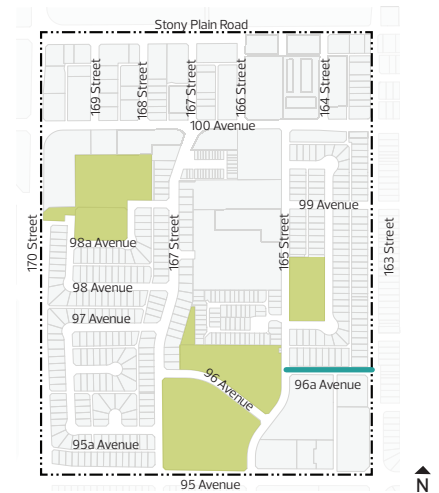 Stony Plain Road
169 Street
168 Street
167 Street
166 Street
164 Street
100 Avenue
99 Avenue
170 Street
98a Avenue
167 Street
165 Street
163 Street
98 Avenue
97 Avenue
96 Avenue
96a Avenue
95a Avenue
95 Avenue
N